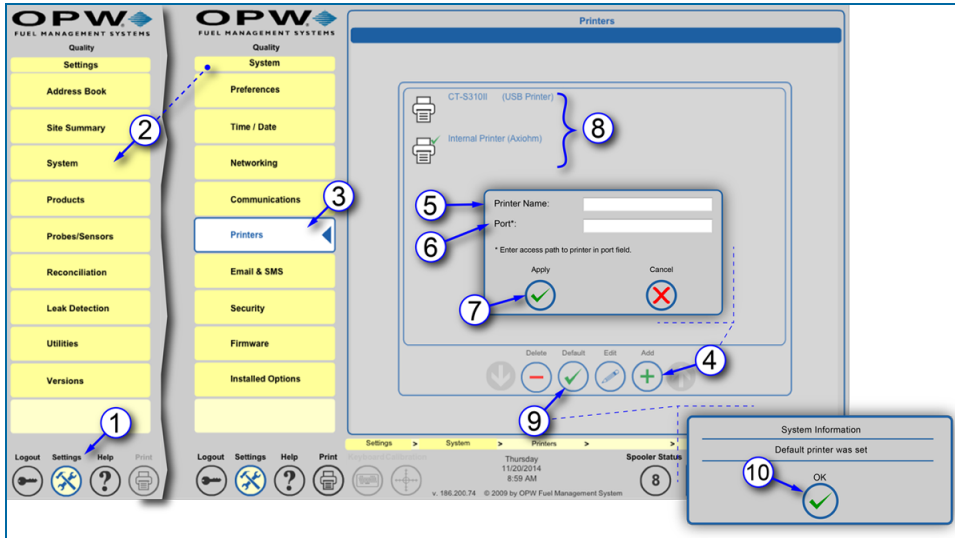 OPW
FUEL MANAGEMENT SYSTEMS
Quality
Settings
Address Book
Site Summary
System
Products
Probes/Sensors
Reconciliation
Leak Detection
Utilities
Versions
Logout Settings Help Print
1
2
OPW
FUEL MANAGEMENT SYSTEMS
Quality
System
Preferences
Time / Date
Networking
Communications
Printers
Email & SMS
Security
Firmware
Installed Options
Logout Settings Help Print
3
Printers
CT-S310II (USB Printer)
Internal Printer (Axiohm)
8
5
Printer Name:
6
Port*:
* Enter access path to printer in port field.
Apply Cancel
7
Delete Default Edit Add
4
9
Settings > System > Printers > >
Keyboard Calibration
Thursday
11/20/2014
8:59 AM
Spooler Status
8
v. 186.200.74 © 2009 by OPW Fuel Management System
System Information
Default printer was set
10
OK